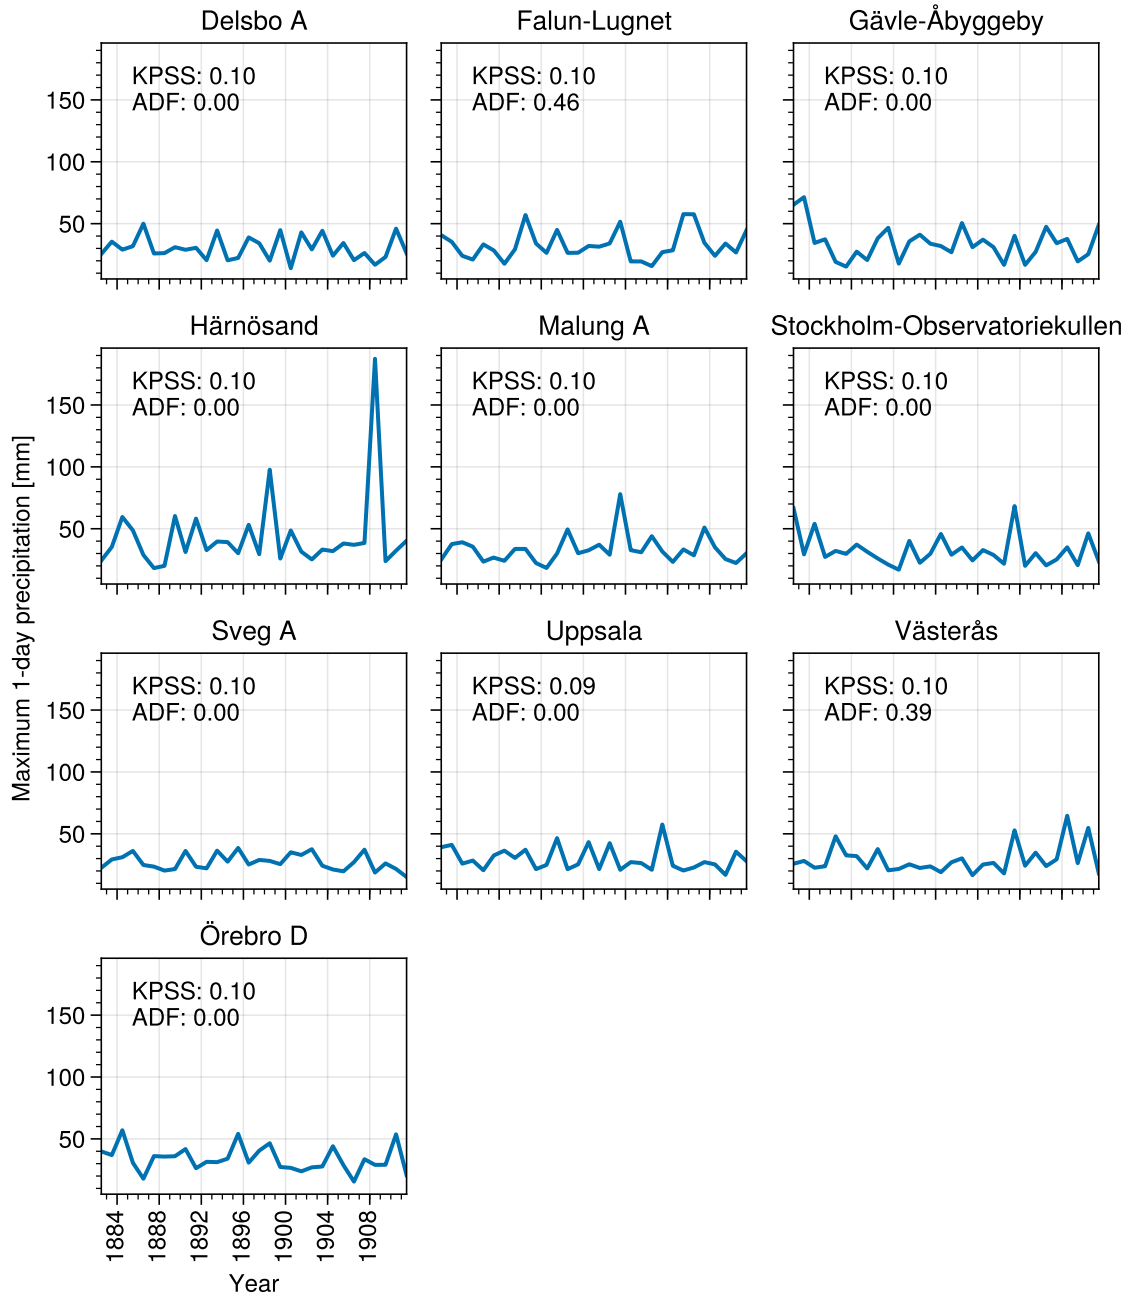 Delsbo A
KPSS: 0.10
ADF: 0.00
150
100
50
Falun-Lugnet
KPSS: 0.10
ADF: 0.46
Gävle-Åbyggeby
KPSS: 0.10
ADF: 0.00
Härnösand
KPSS: 0.10
ADF: 0.00
150
100
50
Malung A
KPSS: 0.10
ADF: 0.00
Stockholm-Observatoriekullen
KPSS: 0.10
ADF: 0.00
Maximum 1-day precipitation [mm]
Sveg A
KPSS: 0.10
ADF: 0.00
150
100
50
Uppsala
KPSS: 0.09
ADF: 0.00
Västerås
KPSS: 0.10
ADF: 0.39
Örebro D
KPSS: 0.10
ADF: 0.00
150
100
50
1884 1888 1892 1896 1900 1904 1908
Year